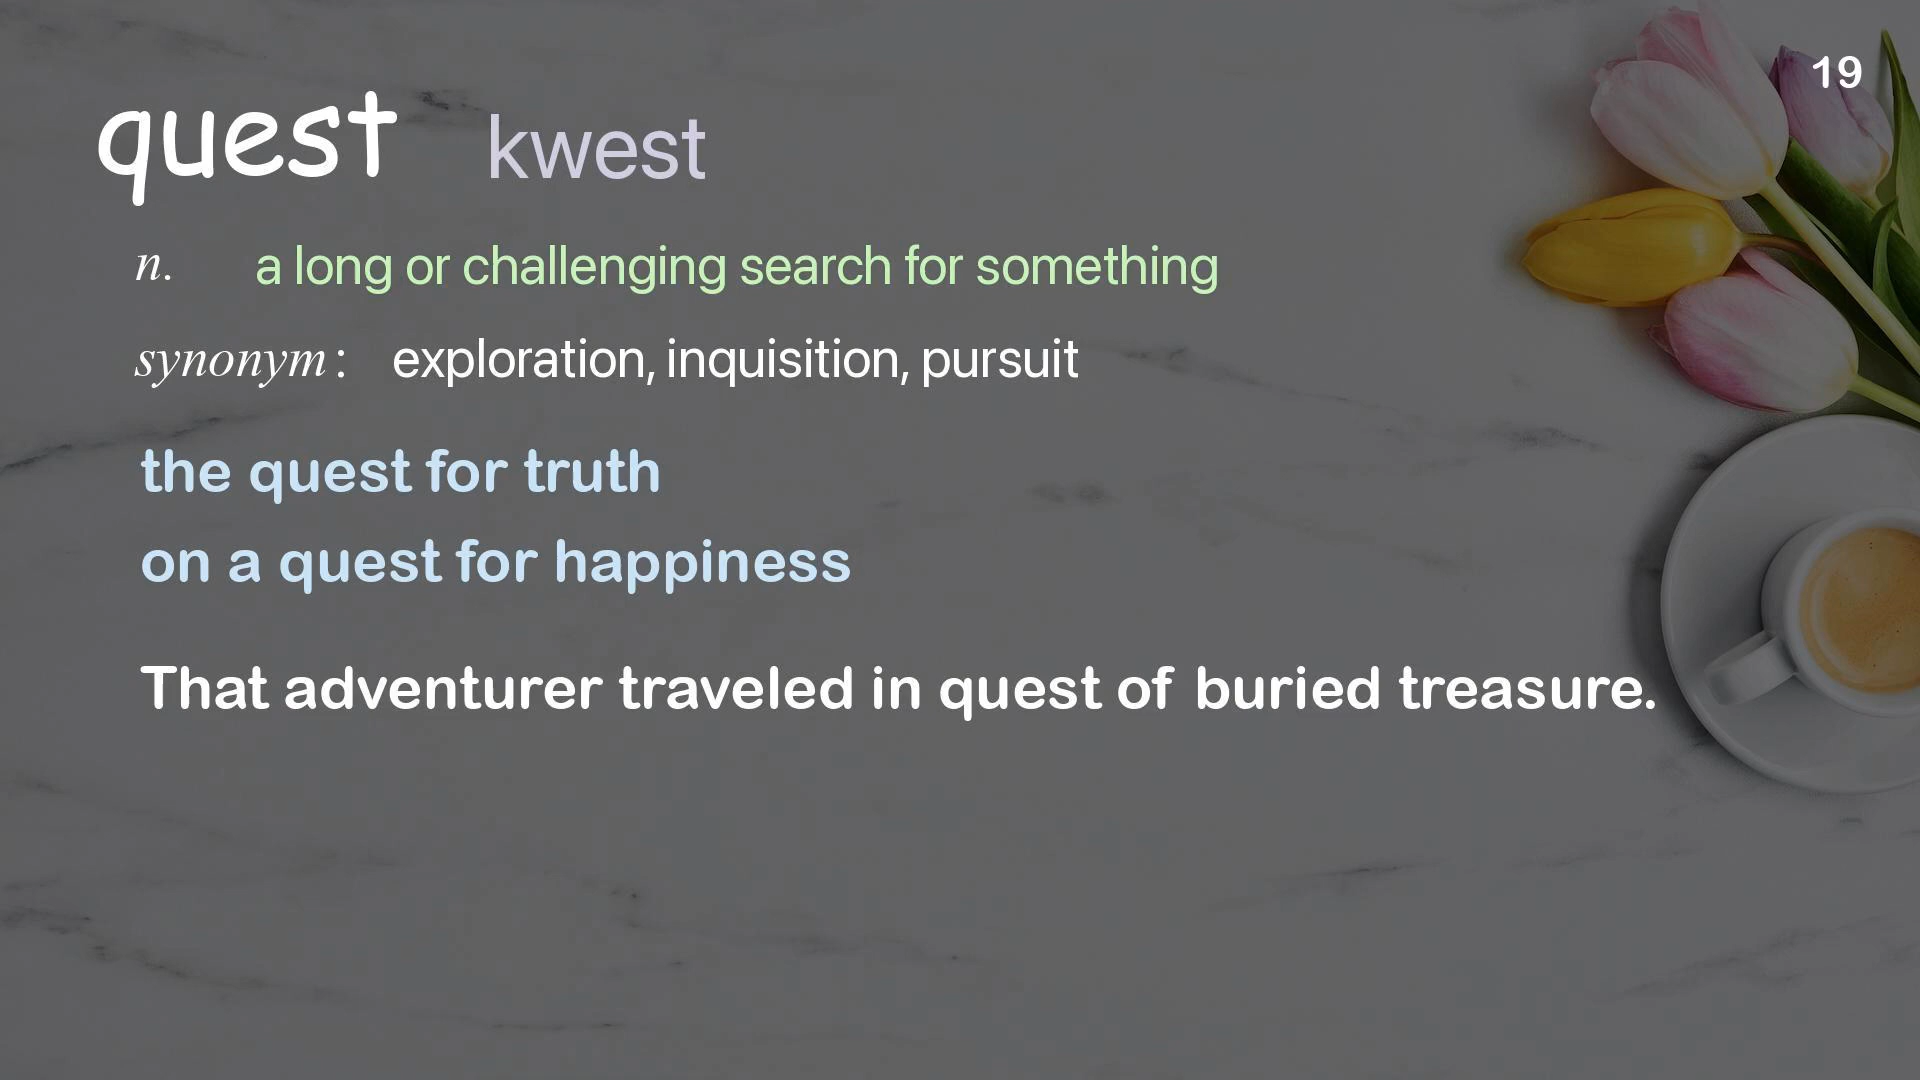 19
quest kwest
n. a long or challenging search for something
synonym: exploration, inquisition, pursuit
the quest for truth
on a quest for happiness
That adventurer traveled in quest of buried treasure.